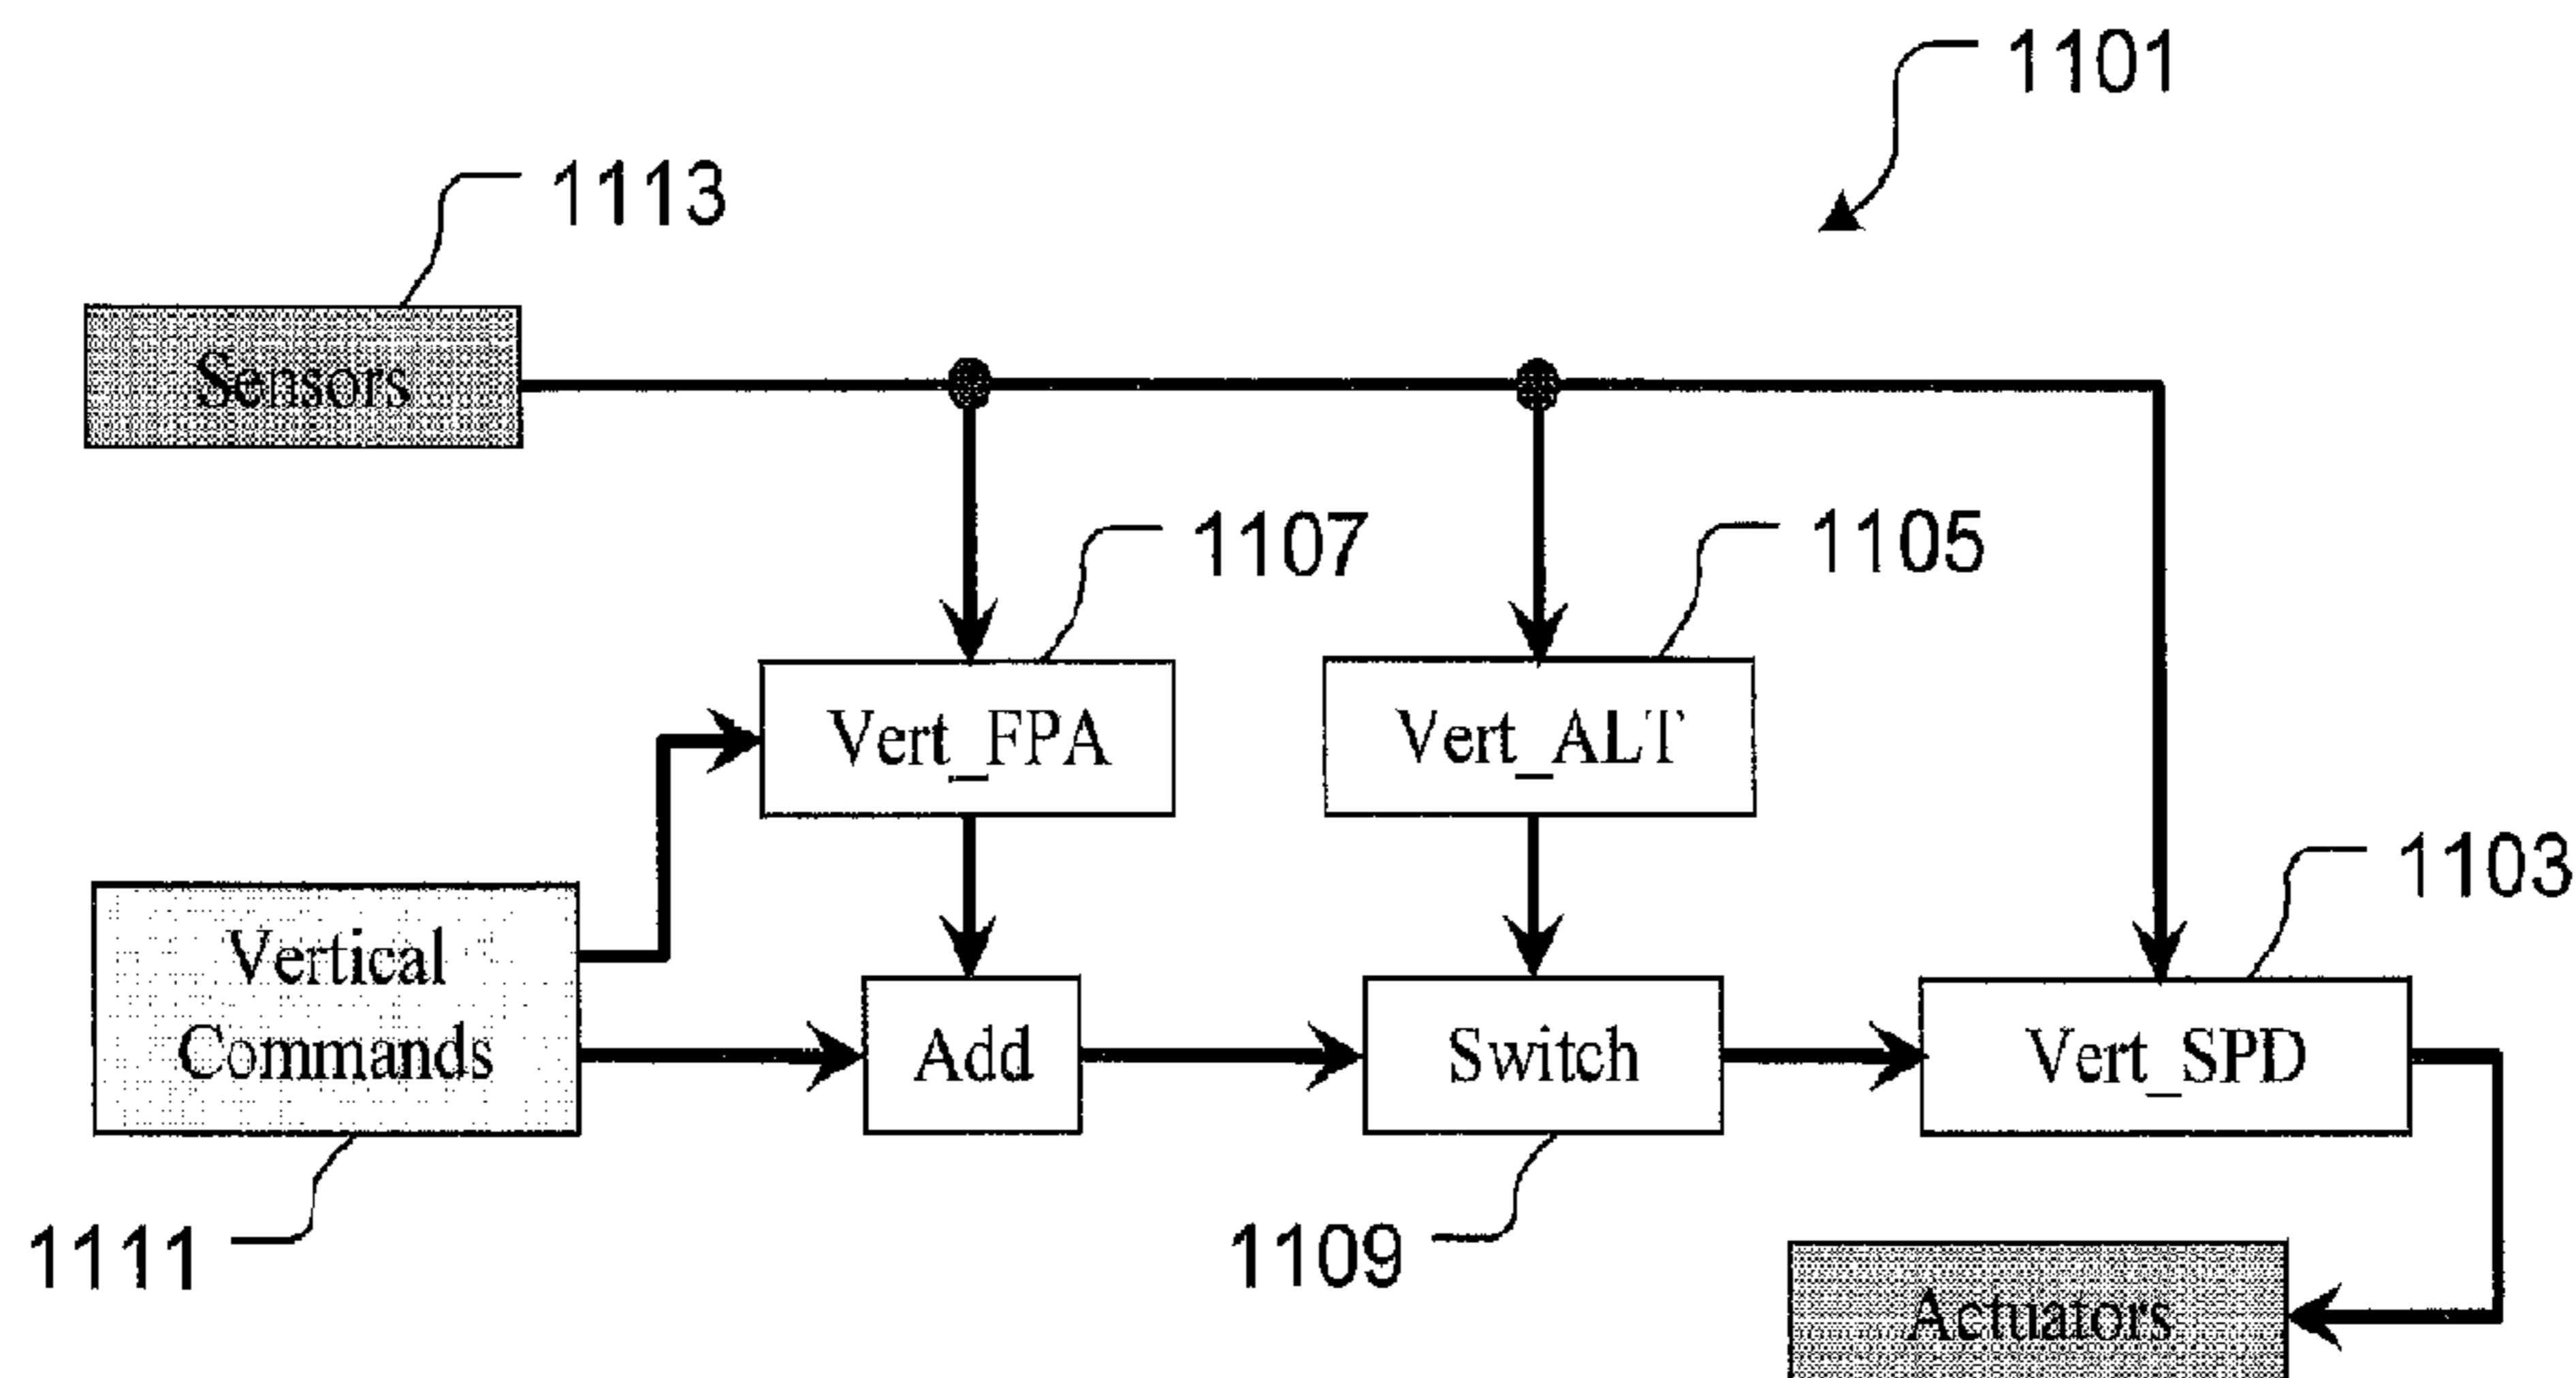 1101
1113
Sensors
1107
1105
Vert_FPA
Vert_ALT
1103
Vertical
Commands
Add
Switch
Vert_SPD
1111
1109
Actuators